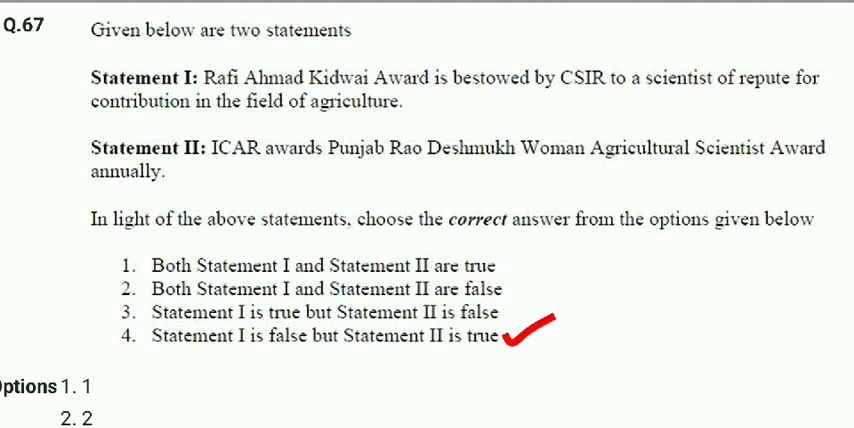 Q.67
Given below are two statements
Statement I: Rafi Ahmad Kidwai Award is bestowed by CSIR to a scientist of repute for
contribution in the field of agriculture.
Statement II: ICAR awards Punjab Rao Deshmukh Woman Agricultural Scientist Award
annually.
In light of the above statements, choose the correct answer from the options given below
1. Both Statement I and Statement II are true
2. Both Statement I and Statement II are false
3. Statement I is true but Statement II is false
4. Statement I is false but Statement II is true
ptions 1. 1
2. 2